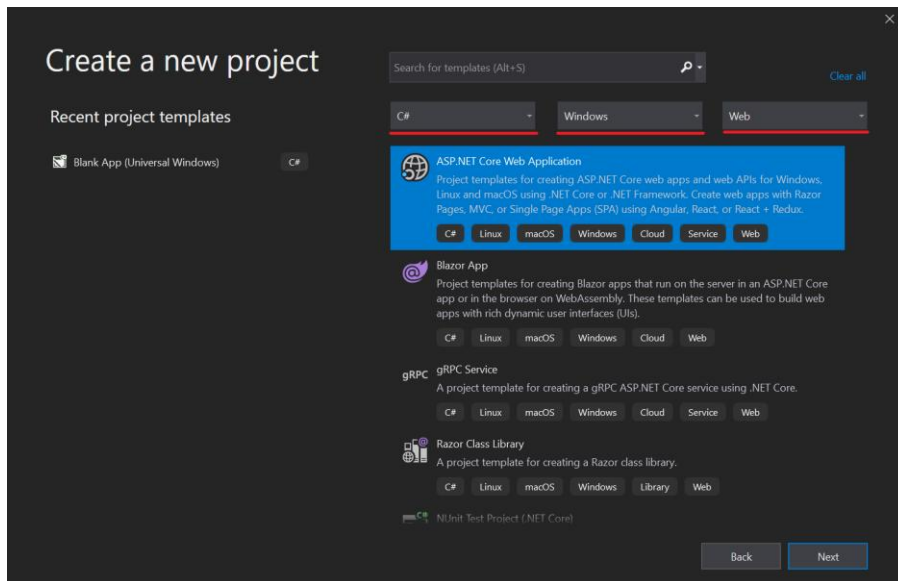 Create a new project
Recent project templates
Blank App (Universal Windows) C#
Search for templates (Alt+S)
Clear all
C# Windows Web
ASP.NET Core Web Application
Project templates for creating ASP.NET Core web apps and web APIs for Windows,
Linux and macOS using .NET Core or .NET Framework. Create web apps with Razor
Pages, MVC, or Single Page Apps (SPA) using Angular, React, or React + Redux.
C# Linux macOS Windows Cloud Service Web
Blazor App
Project templates for creating Blazor apps that run on the server in an ASP.NET Core
app or in the browser on WebAssembly. These templates can be used to build web
apps with rich dynamic user interfaces (UIs).
C# Linux macOS Windows Cloud Web
gRPC gRPC Service
A project template for creating a gRPC ASP.NET Core service using .NET Core.
C# Linux macOS Windows Cloud Service Web
Razor Class Library
A project template for creating a Razor class library.
C# Linux macOS Windows Library Web
NUnit Test Project (.NET Core)
Back Next